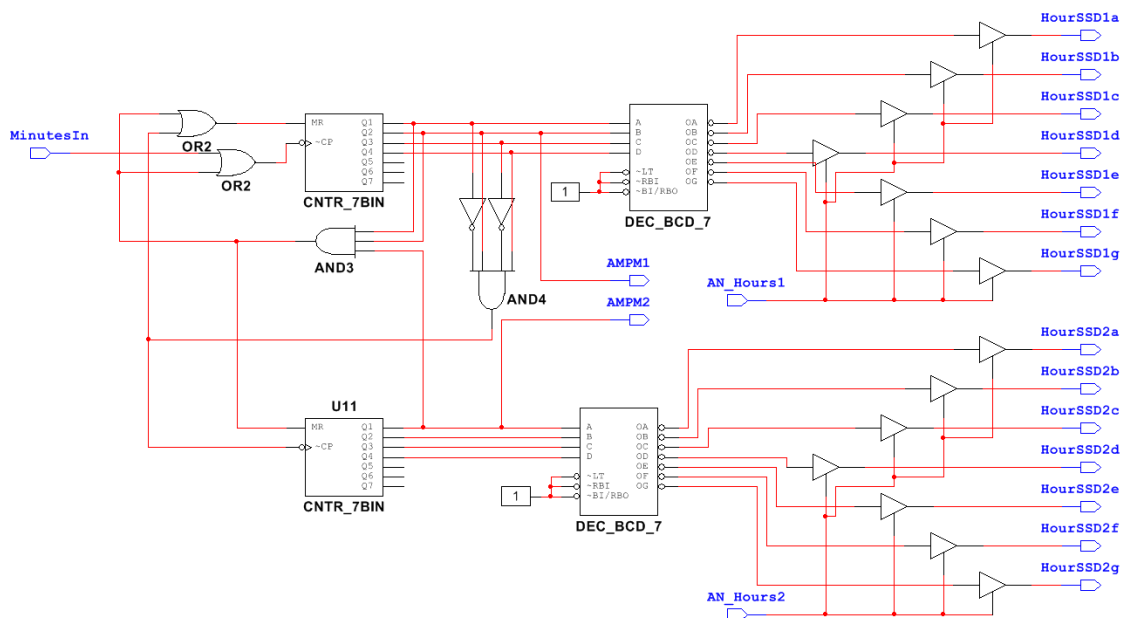 HourSSD1a
HourSSD1b
HourSSD1c
MinutesIn
OR2
MR
~CP
Q1
Q2
Q3
Q4
Q5
Q6
Q7
A
B
C
D
~LT
~RBI
~BI/RBO
OA
OB
OC
OD
OE
OF
OG
HourSSD1d
OR2
1
HourSSD1e
CNTR_7BIN
DEC_BCD_7
HourSSD1f
HourSSD1g
AND3
AMPM1
AN_Hours1
AND4
AMPM2
HourSSD2a
HourSSD2b
U11
MR
~CP
Q1
Q2
Q3
Q4
Q5
Q6
Q7
A
B
C
D
~LT
~RBI
~BI/RBO
OA
OB
OC
OD
OE
OF
OG
HourSSD2c
HourSSD2d
1
HourSSD2e
CNTR_7BIN
DEC_BCD_7
HourSSD2f
HourSSD2g
AN_Hours2